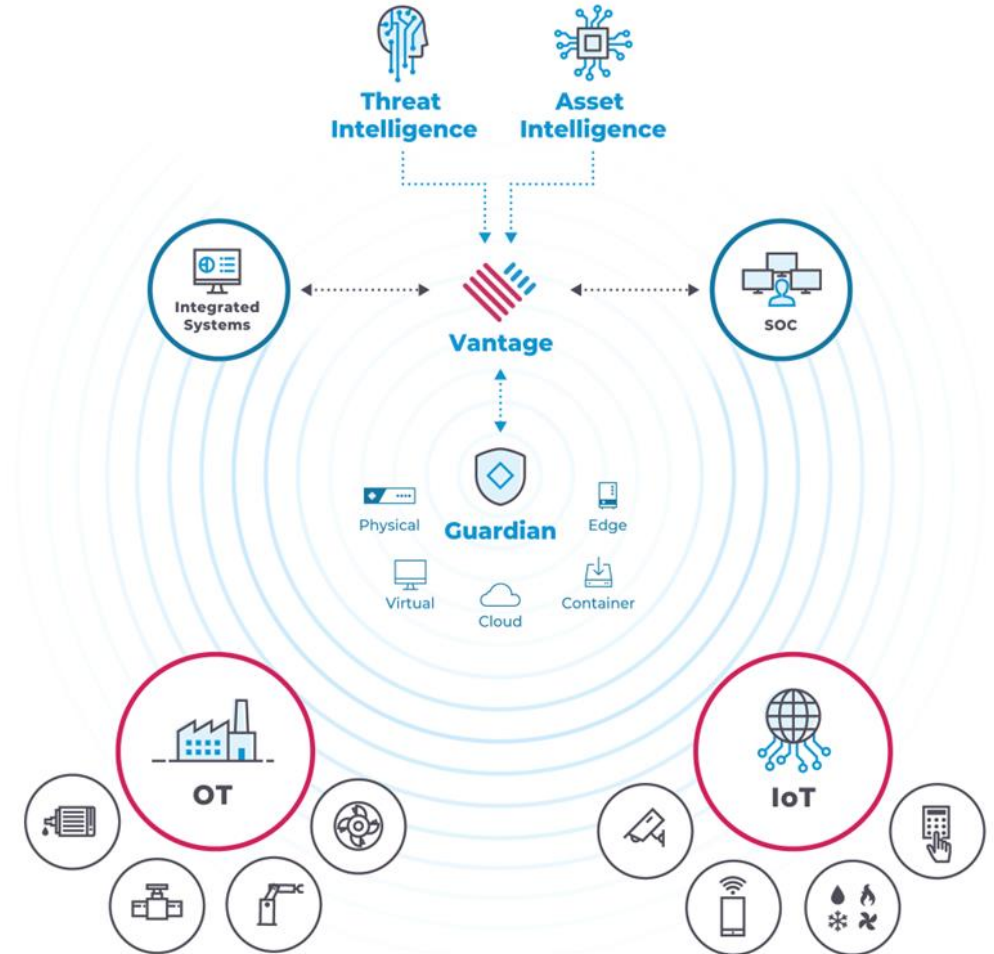 Threat
Intelligence
Asset
Intelligence
Integrated
Systems
SOC
Vantage
Physical
Guardian
Edge
Virtual
Cloud
Container
OT
IoT